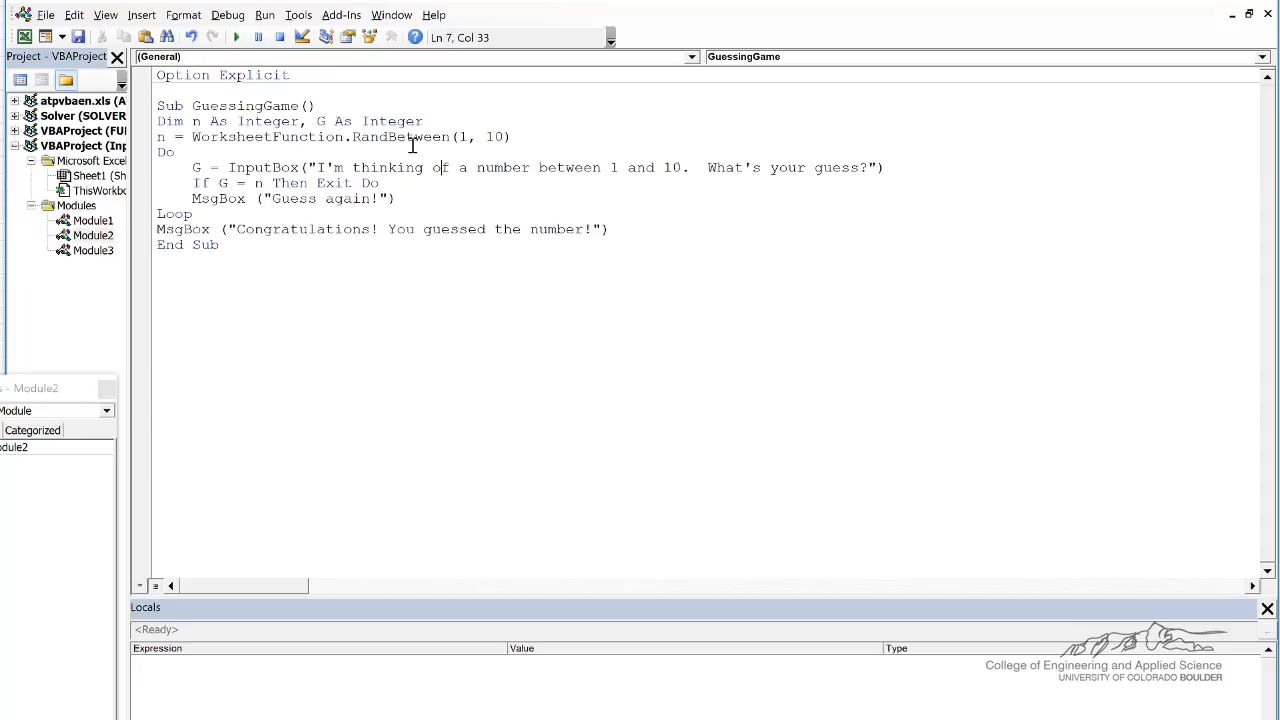 File Edit View Insert Format Debug Run Tools Add-Ins Window Help
Ln 7, Col 33
Project - VBAProject
(General)
GuessingGame
atpvbaen.xls (A
Solver (SOLVER
VBAProject (FUI
VBAProject (Inp
Microsoft Excel
Sheet1 (Sh
ThisWorkbo
Modules
Module1
Module2
Module3
Option Explicit
Sub GuessingGame()
Dim n As Integer, G As Integer
n = WorksheetFunction.RandBetween(1, 10)
Do
G = InputBox("I'm thinking of a number between 1 and 10.  What's your guess?")
If G = n Then Exit Do
MsgBox ("Guess again!")
Loop
MsgBox ("Congratulations! You guessed the number!")
End Sub
s - Module2
Module
Categorized
odule2
Locals
<Ready>
Expression Value Type
College of Engineering and Applied Science
UNIVERSITY OF COLORADO BOULDER